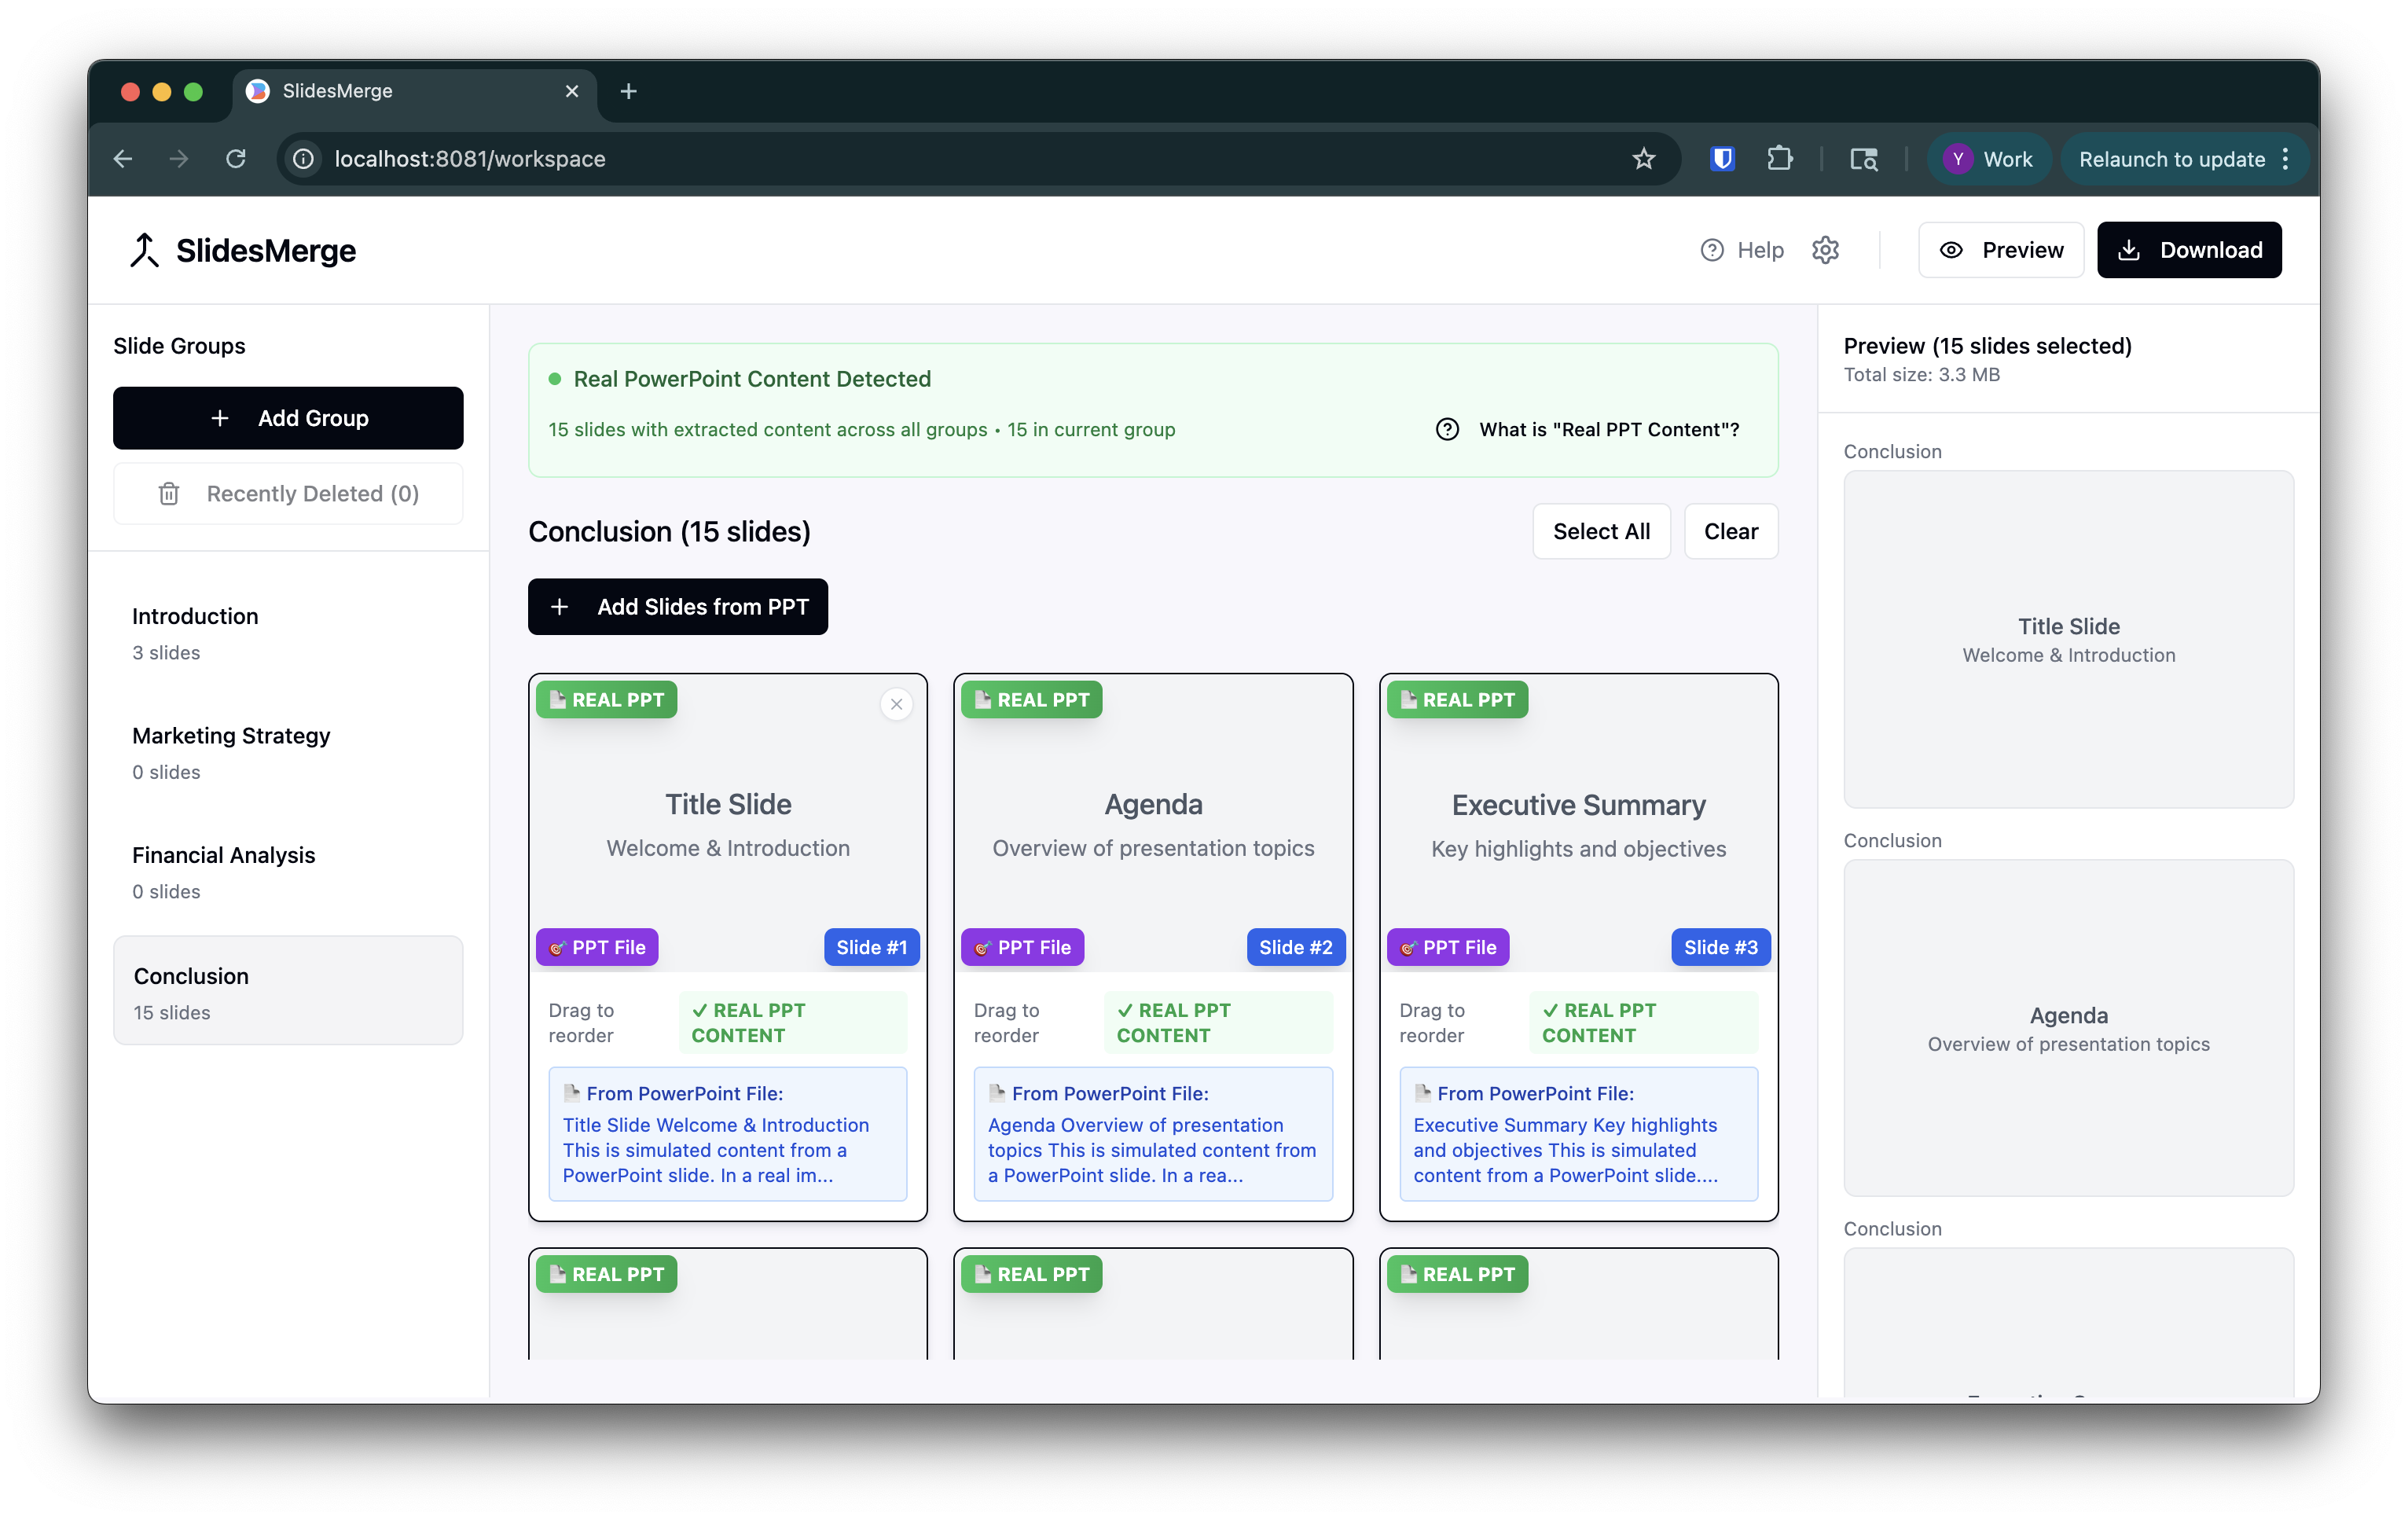 SlidesMerge
localhost:8081/workspace
Y Work
Relaunch to update
SlidesMerge
Help
Preview
Download
Slide Groups
Add Group
Recently Deleted (0)
Introduction
3 slides
Marketing Strategy
0 slides
Financial Analysis
0 slides
Conclusion
15 slides
Real PowerPoint Content Detected
15 slides with extracted content across all groups • 15 in current group
What is "Real PPT Content"?
Conclusion (15 slides)
Select All
Clear
Add Slides from PPT
REAL PPT
Title Slide
Welcome & Introduction
PPT File
Slide #1
Drag to
reorder
✓ REAL PPT
CONTENT
From PowerPoint File:
Title Slide Welcome & Introduction
This is simulated content from a
PowerPoint slide. In a real im...
REAL PPT
Agenda
Overview of presentation topics
PPT File
Slide #2
Drag to
reorder
✓ REAL PPT
CONTENT
From PowerPoint File:
Agenda Overview of presentation
topics This is simulated content from
a PowerPoint slide. In a rea...
REAL PPT
Executive Summary
Key highlights and objectives
PPT File
Slide #3
Drag to
reorder
✓ REAL PPT
CONTENT
From PowerPoint File:
Executive Summary Key highlights
and objectives This is simulated
content from a PowerPoint slide....
REAL PPT
REAL PPT
REAL PPT
Preview (15 slides selected)
Total size: 3.3 MB
Conclusion
Title Slide
Welcome & Introduction
Conclusion
Agenda
Overview of presentation topics
Conclusion